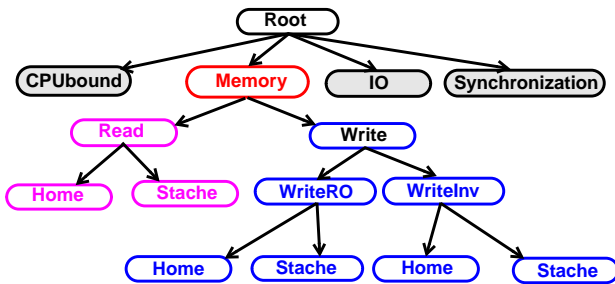 Root
CPUbound
Memory
IO
Synchronization
Read
Write
Home
Stache
WriteRO
WriteInv
Home
Stache
Home
Stache